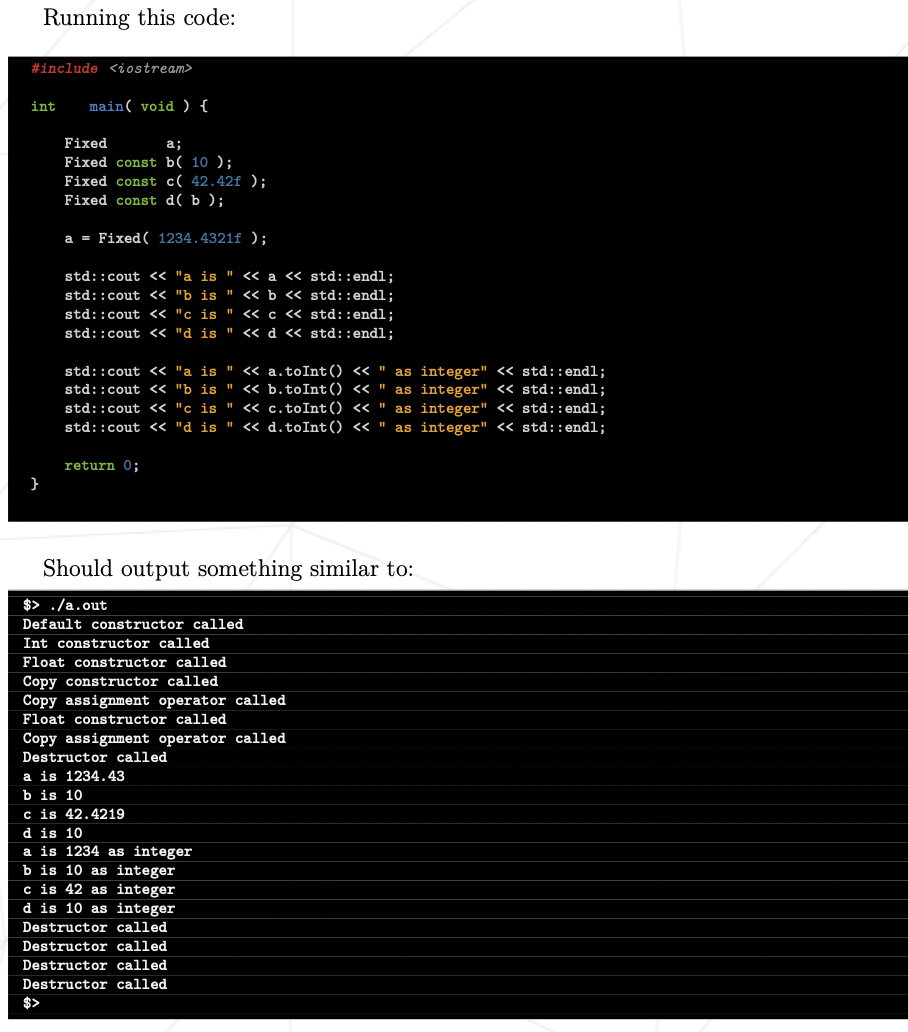 Running this code:
#include <iostream>
int    main( void ) {
Fixed       a;
Fixed const b( 10 );
Fixed const c( 42.42f );
Fixed const d( b );
a = Fixed( 1234.4321f );
std::cout << "a is " << a << std::endl;
std::cout << "b is " << b << std::endl;
std::cout << "c is " << c << std::endl;
std::cout << "d is " << d << std::endl;
std::cout << "a is " << a.toInt() << " as integer" << std::endl;
std::cout << "b is " << b.toInt() << " as integer" << std::endl;
std::cout << "c is " << c.toInt() << " as integer" << std::endl;
std::cout << "d is " << d.toInt() << " as integer" << std::endl;
return 0;
}
Should output something similar to:
$> ./a.out
Default constructor called
Int constructor called
Float constructor called
Copy constructor called
Copy assignment operator called
Float constructor called
Copy assignment operator called
Destructor called
a is 1234.43
b is 10
c is 42.4219
d is 10
a is 1234 as integer
b is 10 as integer
c is 42 as integer
d is 10 as integer
Destructor called
Destructor called
Destructor called
Destructor called
$>